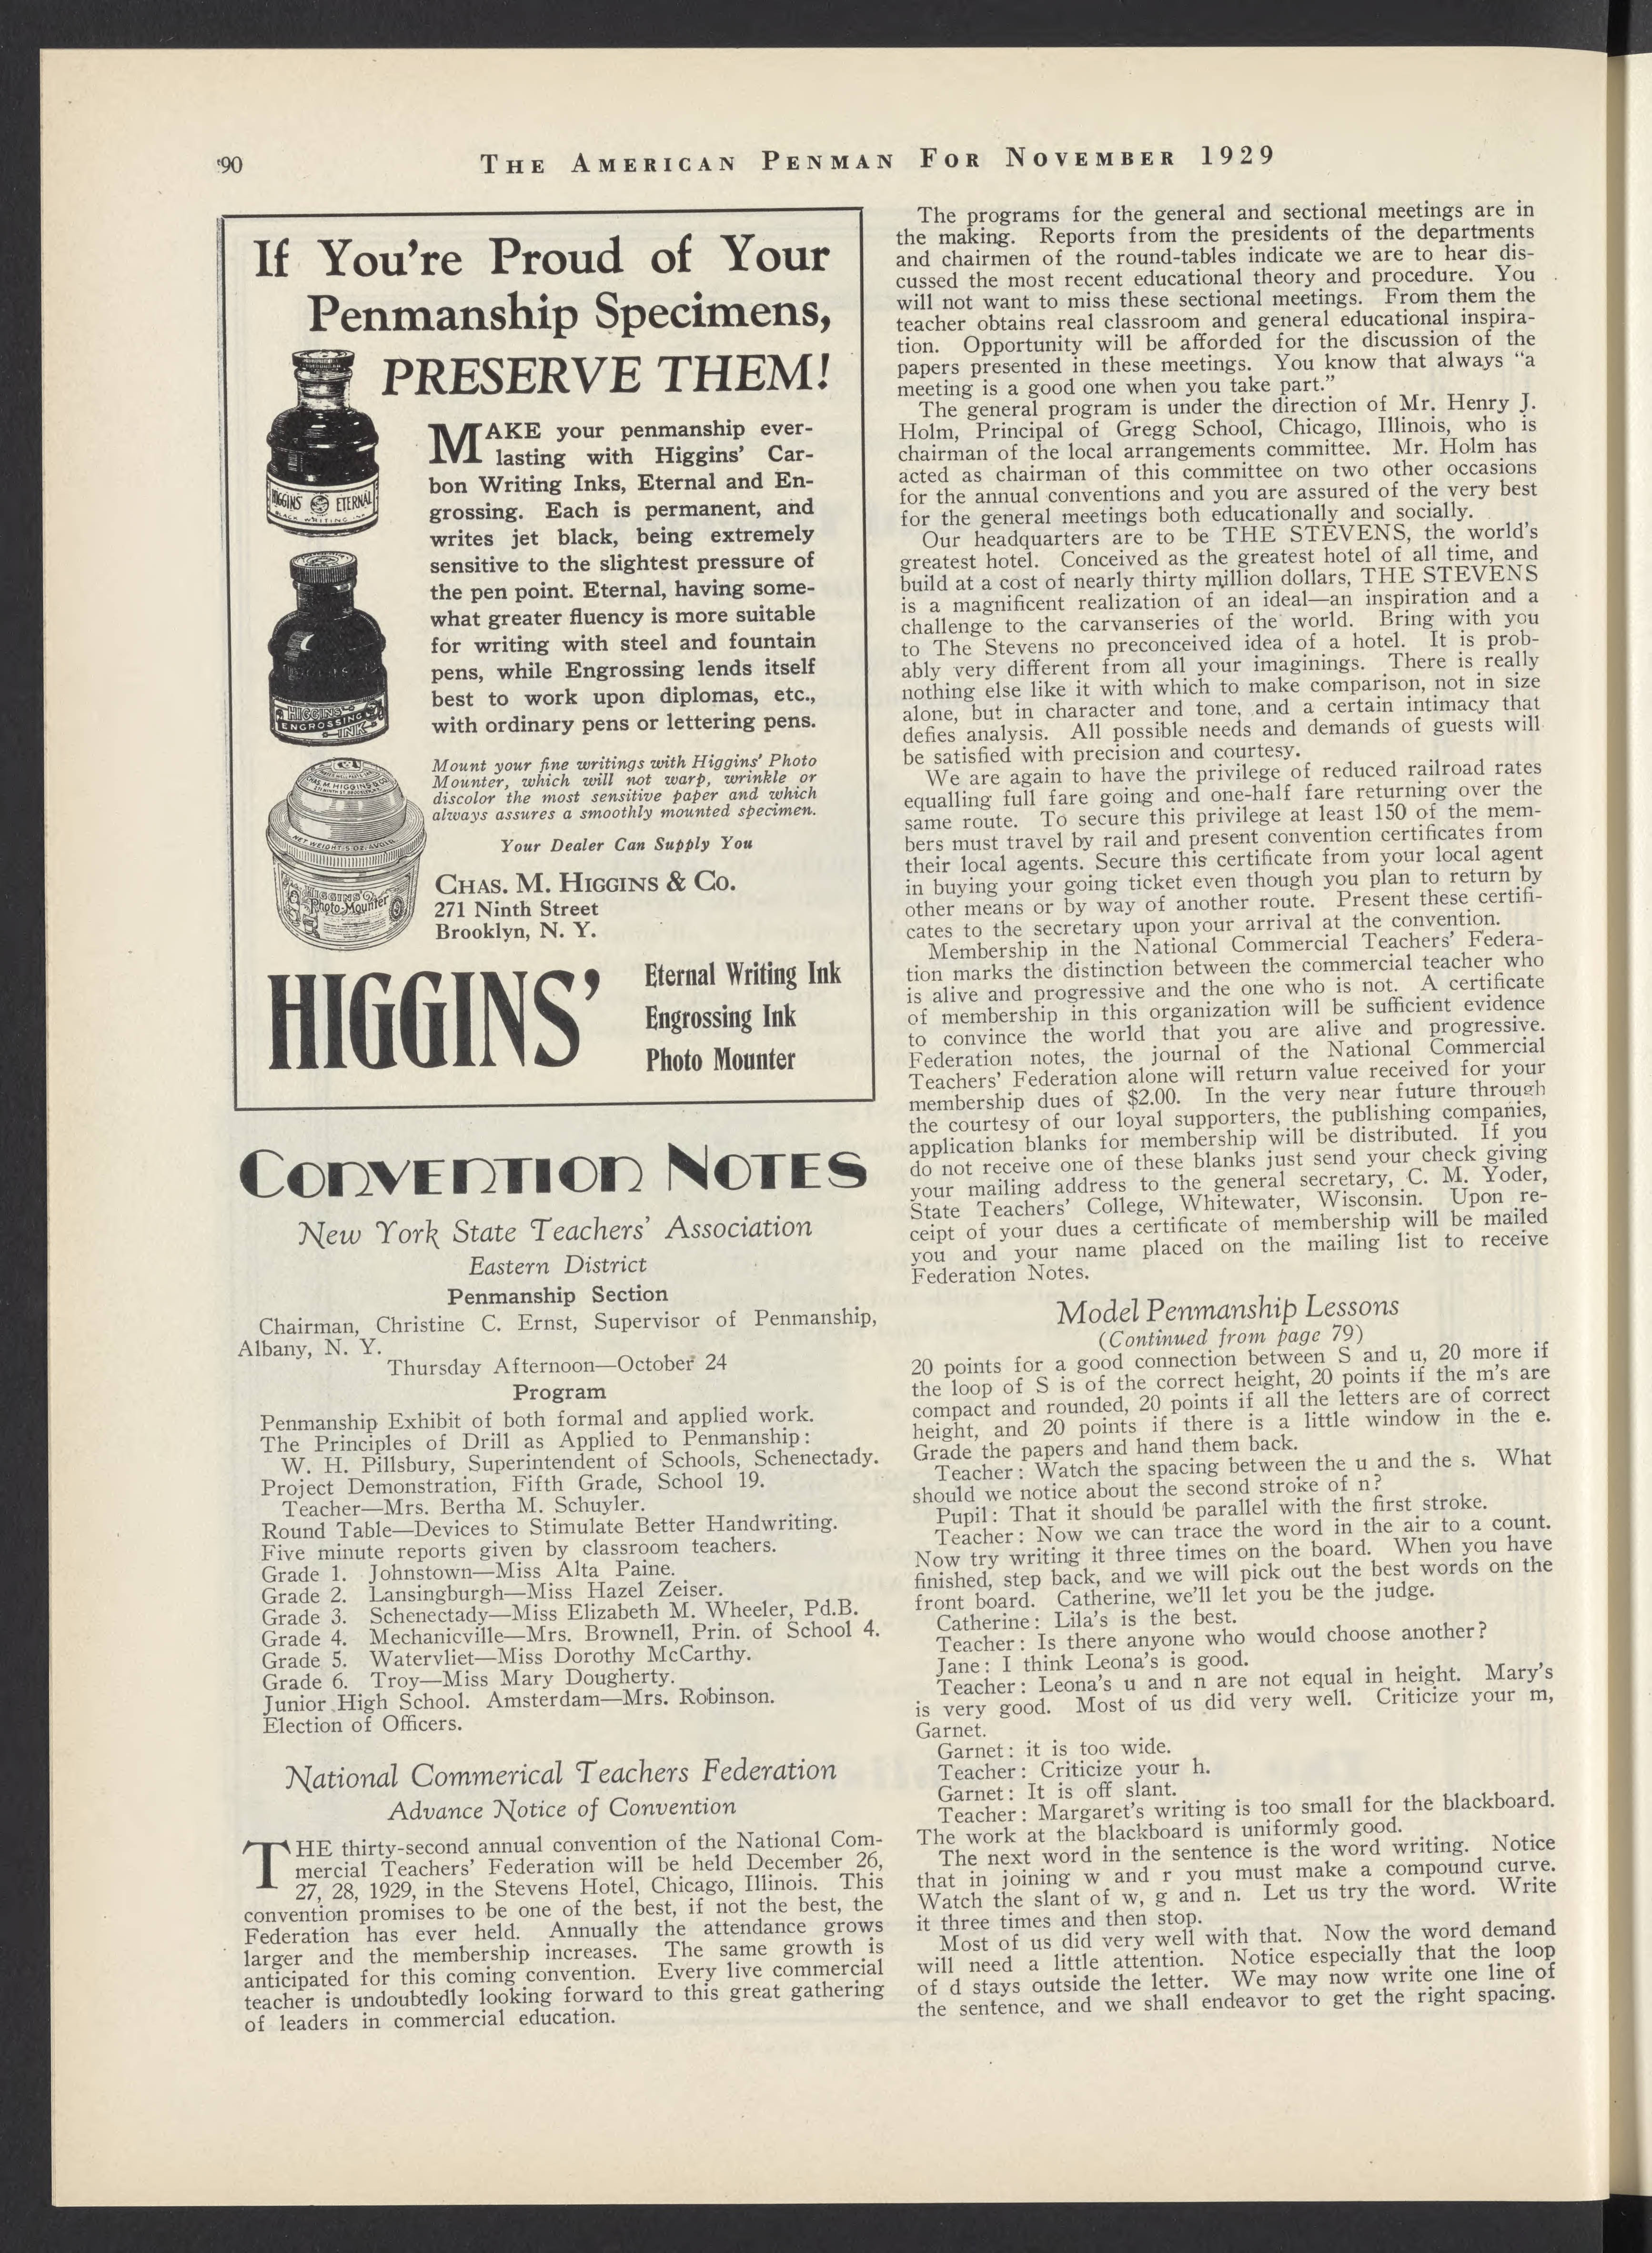 90
THE AMERICAN PENMAN FOR NOVEMBER 1929
If You're Proud of Your
Penmanship Specimens,
PRESERVE THEM!
MAKE your penmanship ever-
lasting with Higgins' Car-
bon Writing Inks, Eternal and En-
grossing. Each is permanent, and
writes jet black, being extremely
sensitive to the slightest pressure of
the pen point. Eternal, having some-
what greater fluency is more suitable
for writing with steel and fountain
pens, while Engrossing lends itself
best to work upon diplomas, etc.,
with ordinary pens or lettering pens.
HIGGINS' ETERNAL
BLACK WRITING INK
HIGGINS'
ENGROSSING
INK
Mount your fine writings with Higgins' Photo
Mounter, which will not warp, wrinkle or
discolor the most sensitive paper and which
always assures a smoothly mounted specimen.
Your Dealer Can Supply You
NET WEIGHT 5 OZ. AVOID.
HIGGINS'
Photo-Mounter
CHAS. M. HIGGINS & CO.
271 Ninth Street
Brooklyn, N. Y.
HIGGINS'
Eternal Writing Ink
Engrossing Ink
Photo Mounter
CONVENTION NOTES
New York State Teachers' Association
Eastern District
Penmanship Section
Chairman, Christine C. Ernst, Supervisor of Penmanship,
Albany, N. Y.
Thursday Afternoon—October 24
Program
Penmanship Exhibit of both formal and applied work.
The Principles of Drill as Applied to Penmanship:
W. H. Pillsbury, Superintendent of Schools, Schenectady.
Project Demonstration, Fifth Grade, School 19.
Teacher—Mrs. Bertha M. Schuyler.
Round Table—Devices to Stimulate Better Handwriting.
Five minute reports given by classroom teachers.
Grade 1. Johnstown—Miss Alta Paine.
Grade 2. Lansingburgh—Miss Hazel Zeiser.
Grade 3. Schenectady—Miss Elizabeth M. Wheeler, Pd.B.
Grade 4. Mechanicville—Mrs. Brownell, Prin. of School 4.
Grade 5. Watervliet—Miss Dorothy McCarthy.
Grade 6. Troy—Miss Mary Dougherty.
Junior High School. Amsterdam—Mrs. Robinson.
Election of Officers.
National Commerical Teachers Federation
Advance Notice of Convention
THE thirty-second annual convention of the National Com-
mercial Teachers' Federation will be held December 26,
27, 28, 1929, in the Stevens Hotel, Chicago, Illinois. This
convention promises to be one of the best, if not the best, the
Federation has ever held. Annually the attendance grows
larger and the membership increases. The same growth is
anticipated for this coming convention. Every live commercial
teacher is undoubtedly looking forward to this great gathering
of leaders in commercial education.
The programs for the general and sectional meetings are in
the making. Reports from the presidents of the departments
and chairmen of the round-tables indicate we are to hear dis-
cussed the most recent educational theory and procedure. You
will not want to miss these sectional meetings. From them the
teacher obtains real classroom and general educational inspira-
tion. Opportunity will be afforded for the discussion of the
papers presented in these meetings. You know that always "a
meeting is a good one when you take part."
The general program is under the direction of Mr. Henry J.
Holm, Principal of Gregg School, Chicago, Illinois, who is
chairman of the local arrangements committee. Mr. Holm has
acted as chairman of this committee on two other occasions
for the annual conventions and you are assured of the very best
for the general meetings both educationally and socially.
Our headquarters are to be THE STEVENS, the world's
greatest hotel. Conceived as the greatest hotel of all time, and
build at a cost of nearly thirty million dollars, THE STEVENS
is a magnificent realization of an ideal—an inspiration and a
challenge to the carvanseries of the world. Bring with you
to The Stevens no preconceived idea of a hotel. It is prob-
ably very different from all your imaginings. There is really
nothing else like it with which to make comparison, not in size
alone, but in character and tone, and a certain intimacy that
defies analysis. All possible needs and demands of guests will
be satisfied with precision and courtesy.
We are again to have the privilege of reduced railroad rates
equalling full fare going and one-half fare returning over the
same route. To secure this privilege at least 150 of the mem-
bers must travel by rail and present convention certificates from
their local agents. Secure this certificate from your local agent
in buying your going ticket even though you plan to return by
other means or by way of another route. Present these certifi-
cates to the secretary upon your arrival at the convention.
Membership in the National Commercial Teachers' Federa-
tion marks the distinction between the commercial teacher who
is alive and progressive and the one who is not. A certificate
of membership in this organization will be sufficient evidence
to convince the world that you are alive and progressive.
Federation notes, the journal of the National Commercial
Teachers' Federation alone will return value received for your
membership dues of $2.00. In the very near future through
the courtesy of our loyal supporters, the publishing companies,
application blanks for membership will be distributed. If you
do not receive one of these blanks just send your check giving
your mailing address to the general secretary, C. M. Yoder,
State Teachers' College, Whitewater, Wisconsin. Upon re-
ceipt of your dues a certificate of membership will be mailed
you and your name placed on the mailing list to receive
Federation Notes.
Model Penmanship Lessons
(Continued from page 79)
20 points for a good connection between S and u, 20 more if
the loop of S is of the correct height, 20 points if the m's are
compact and rounded, 20 points if all the letters are of correct
height, and 20 points if there is a little window in the e.
Grade the papers and hand them back.
Teacher: Watch the spacing between the u and the s. What
should we notice about the second stroke of n?
Pupil: That it should be parallel with the first stroke.
Teacher: Now we can trace the word in the air to a count.
Now try writing it three times on the board. When you have
finished, step back, and we will pick out the best words on the
front board. Catherine, we'll let you be the judge.
Catherine: Lila's is the best.
Teacher: Is there anyone who would choose another?
Jane: I think Leona's is good.
Teacher: Leona's u and n are not equal in height. Mary's
is very good. Most of us did very well. Criticize your m,
Garnet.
Garnet: it is too wide.
Teacher: Criticize your h.
Garnet: It is off slant.
Teacher: Margaret's writing is too small for the blackboard.
The work at the blackboard is uniformly good.
The next word in the sentence is the word writing. Notice
that in joining w and r you must make a compound curve.
Watch the slant of w, g and n. Let us try the word. Write
it three times and then stop.
Most of us did very well with that. Now the word demand
will need a little attention. Notice especially that the loop
of d stays outside the letter. We may now write one line of
the sentence, and we shall endeavor to get the right spacing.